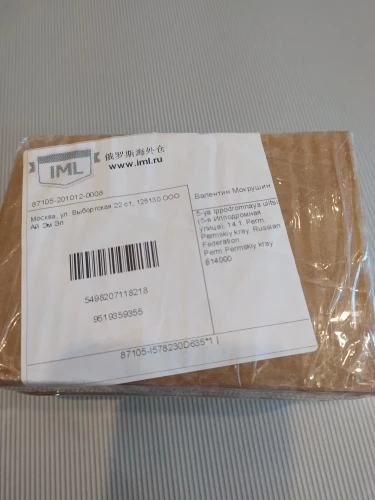 IML
俄罗斯海外仓
www.iml.ru
87105-201012-0008
Москва, ул. Выборгская 22 ст, 125130 ООО
Ай Эм Эл
5498207118218
9519359355
Валентин Мокрушин
5-ya Ippodromnaya ulitsa
(5-я Ипподромная
улица), 14.1. Perm.
Permskiy kray. Russian
Federation
Perm Permskiy kray
614000
87105-I578230D635*1 |